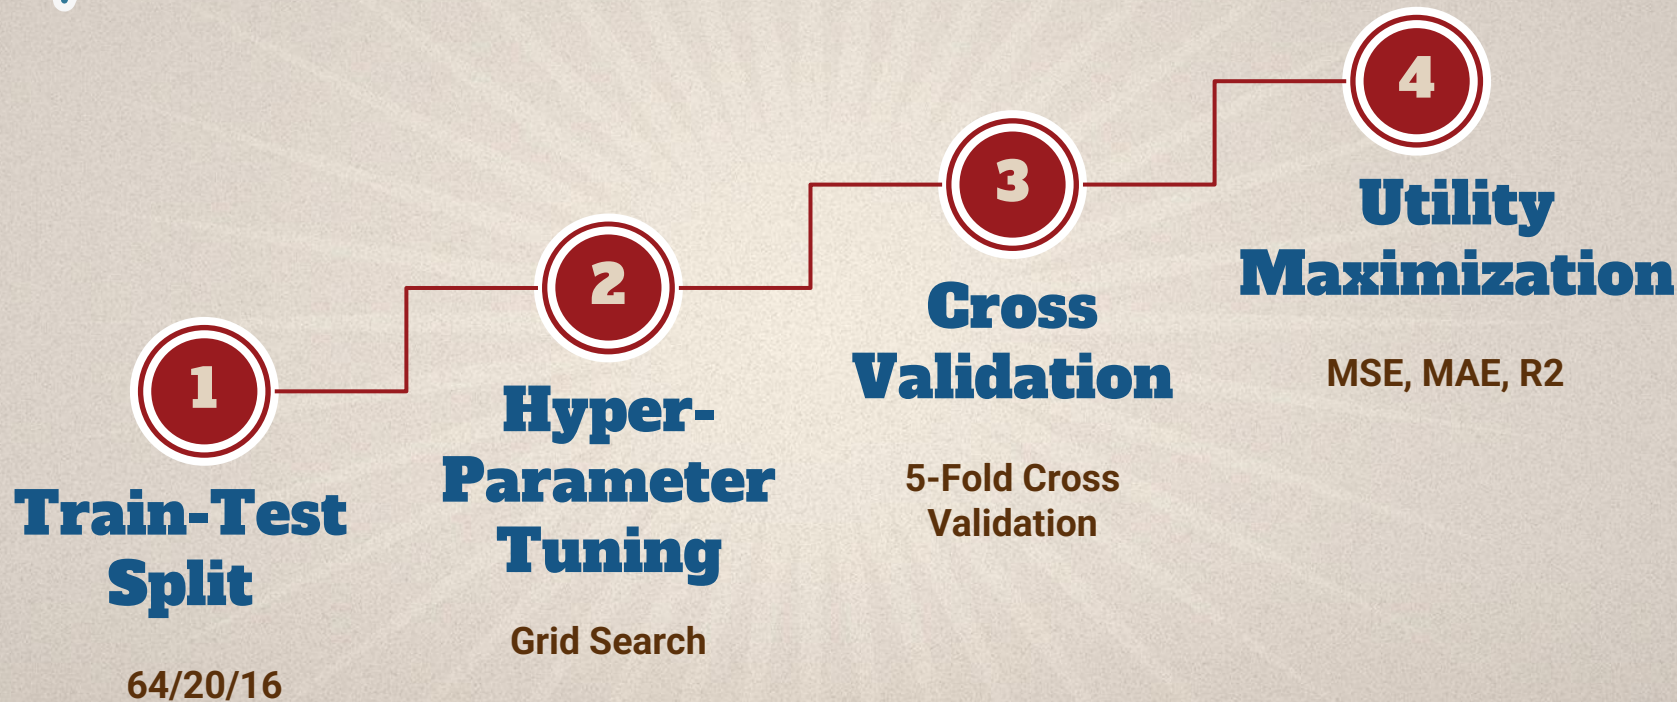 1
Train-Test
Split
64/20/16
2
Hyper-
Parameter
Tuning
Grid Search
3
Cross
Validation
5-Fold Cross
Validation
4
Utility
Maximization
MSE, MAE, R2